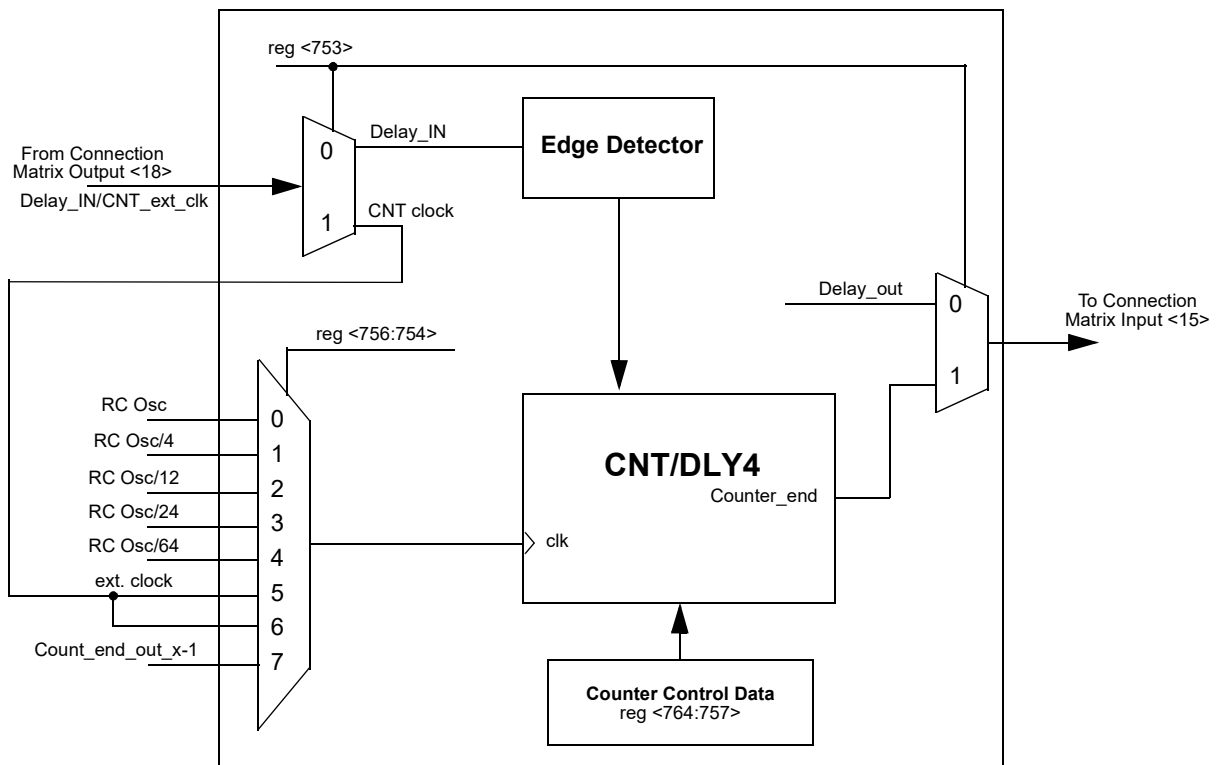 reg <753>
0
Delay_IN
Edge Detector
From Connection
Matrix Output <18>
Delay_IN/CNT_ext_clk
1
CNT clock
Delay_out
0
To Connection
Matrix Input <15>
1
reg <756:754>
RC Osc
0
RC Osc/4
1
RC Osc/12
2
RC Osc/24
3
RC Osc/64
4
ext. clock
5
6
Count_end_out_x-1
7
CNT/DLY4
Counter_end
clk
Counter Control Data
reg <764:757>